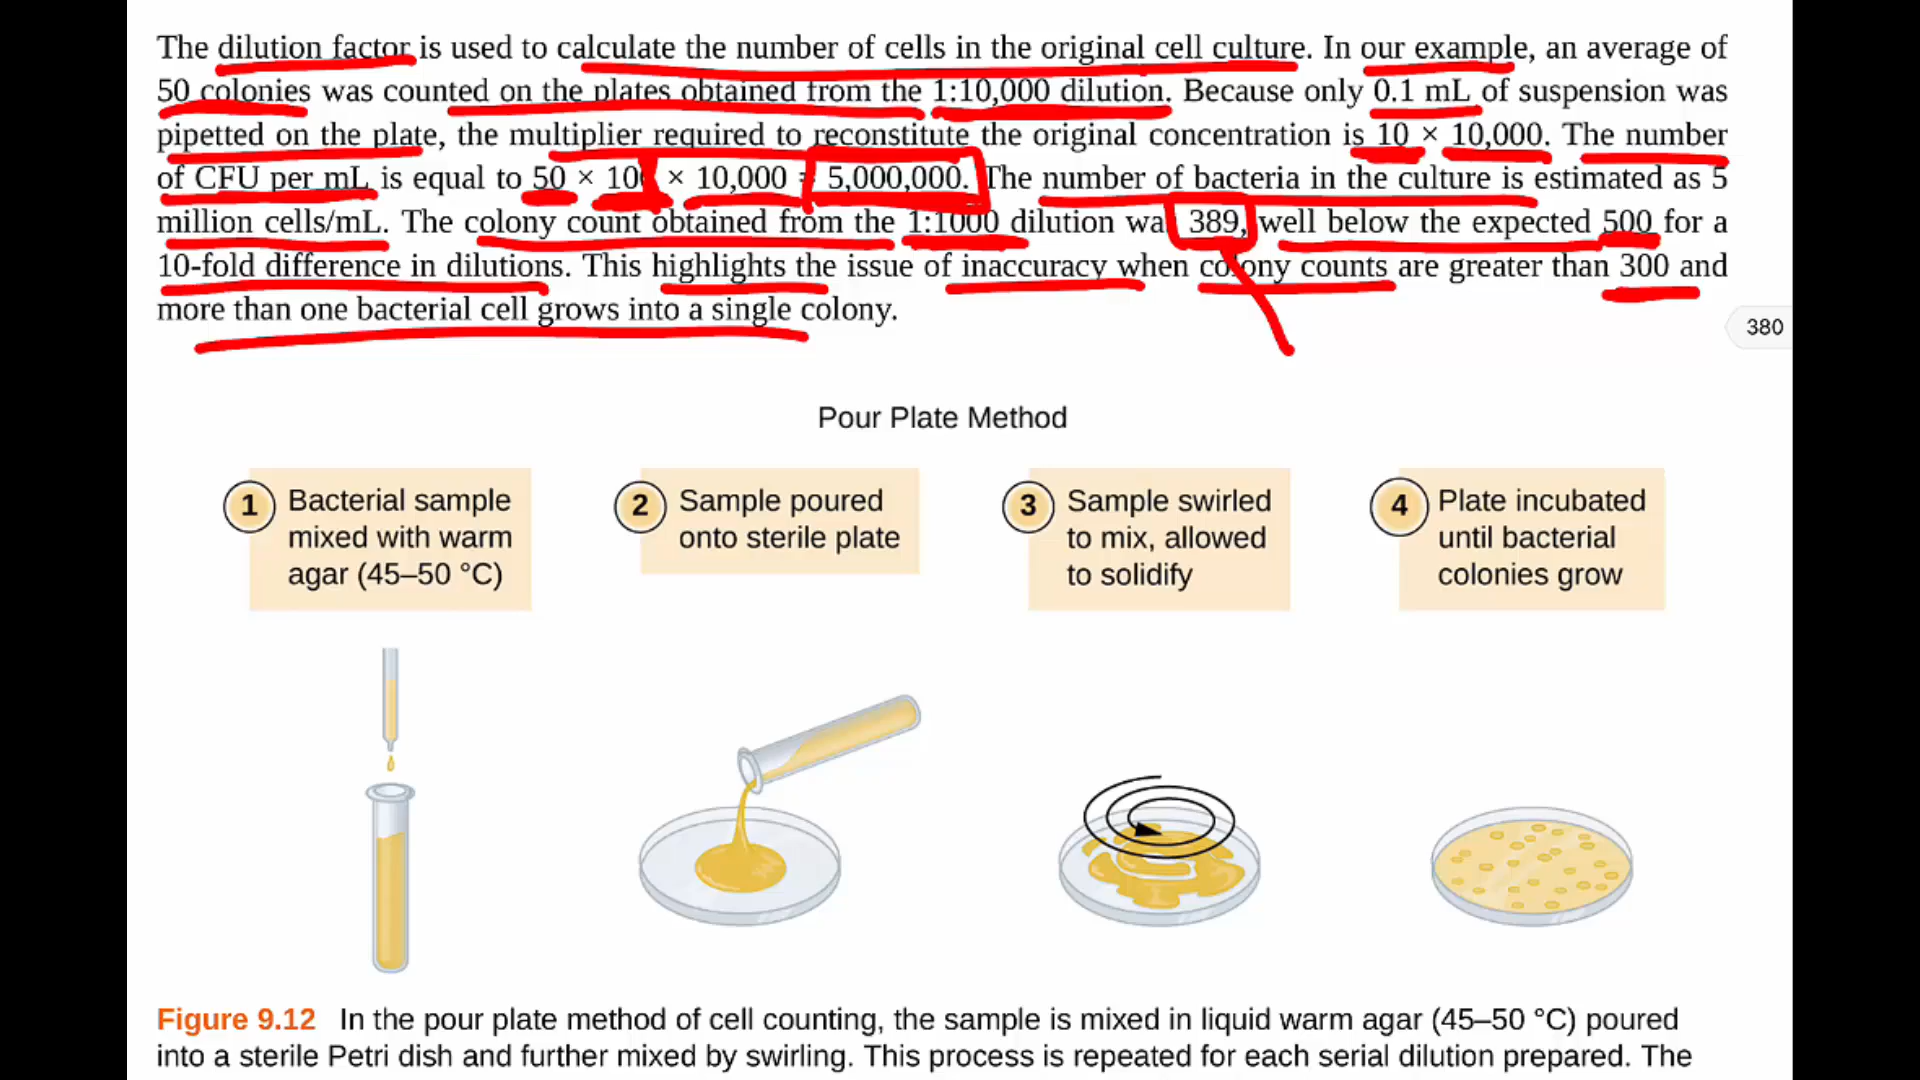 The dilution factor is used to calculate the number of cells in the original cell culture. In our example, an average of
50 colonies was counted on the plates obtained from the 1:10,000 dilution. Because only 0.1 mL of suspension was
pipetted on the plate, the multiplier required to reconstitute the original concentration is 10 × 10,000. The number
of CFU per mL is equal to 50 × 100 × 10,000 = 5,000,000. The number of bacteria in the culture is estimated as 5
million cells/mL. The colony count obtained from the 1:1000 dilution was 389, well below the expected 500 for a
10-fold difference in dilutions. This highlights the issue of inaccuracy when colony counts are greater than 300 and
more than one bacterial cell grows into a single colony.
380
Pour Plate Method
1 Bacterial sample
mixed with warm
agar (45–50 °C)
2 Sample poured
onto sterile plate
3 Sample swirled
to mix, allowed
to solidify
4 Plate incubated
until bacterial
colonies grow
Figure 9.12 In the pour plate method of cell counting, the sample is mixed in liquid warm agar (45–50 °C) poured
into a sterile Petri dish and further mixed by swirling. This process is repeated for each serial dilution prepared. The